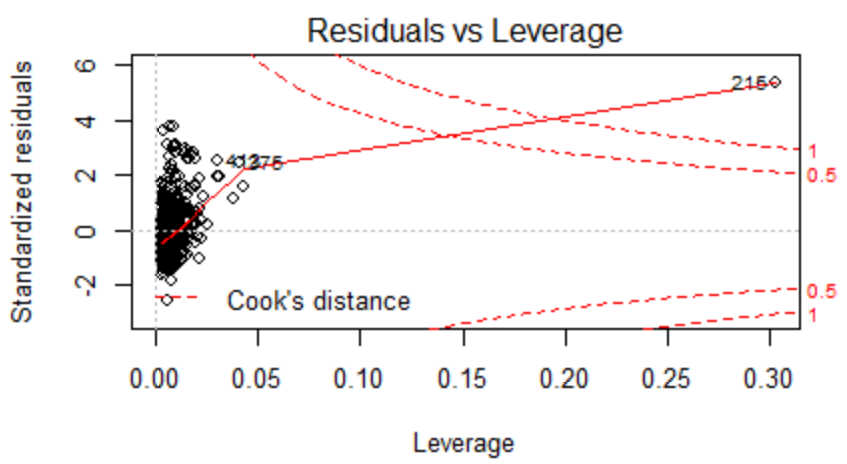 Residuals vs Leverage
Standardized residuals
6
4
2
0
-2
215
1
0.5
0.5
1
Cook's distance
0.00 0.05 0.10 0.15 0.20 0.25 0.30
Leverage